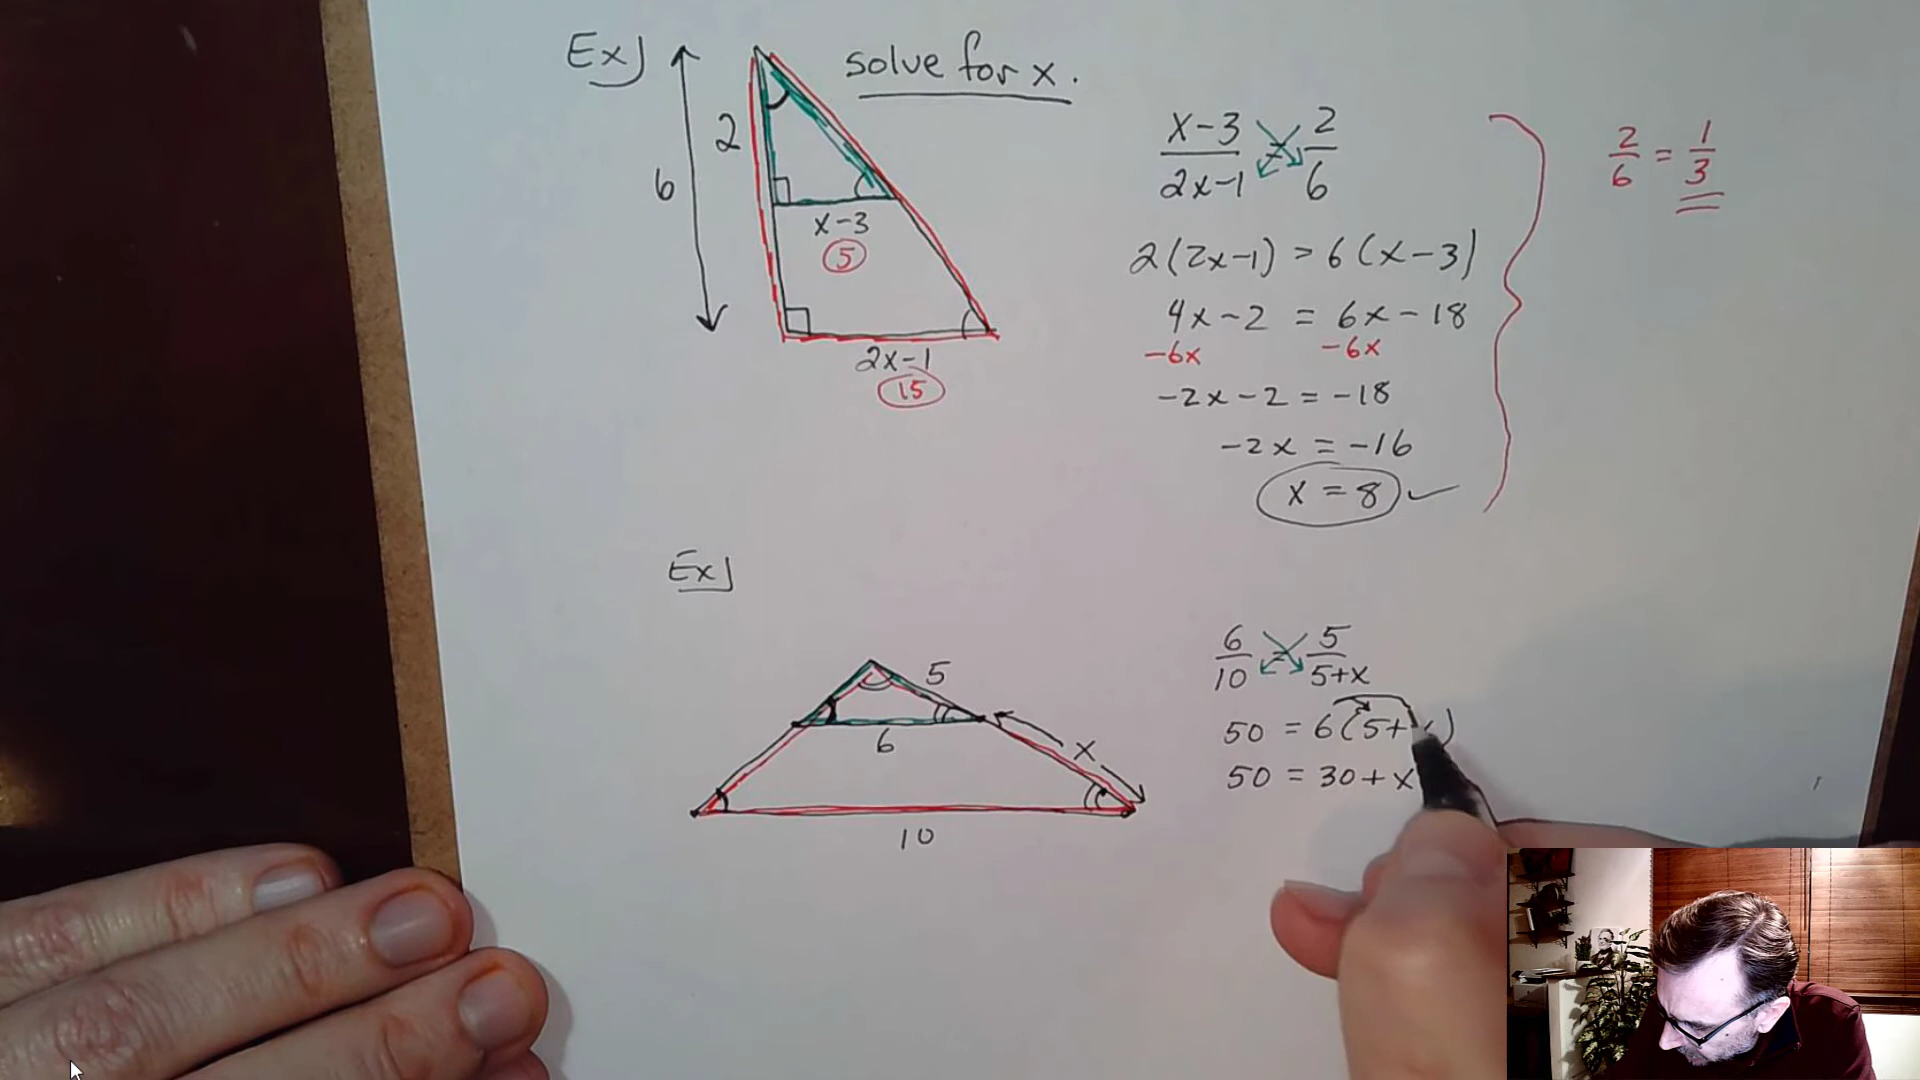 Ex) solve for x.
2
6
x-3
5
2x-1
15
x-3/2x-1 = 2/6
2(2x-1) = 6(x-3)
4x-2 = 6x-18
-6x -6x
-2x-2 = -18
-2x = -16
x = 8 ✓
2/6 = 1/3
Ex)
5
6
x
10
6/10 = 5/5+x
50 = 6(5+
50 = 30+x